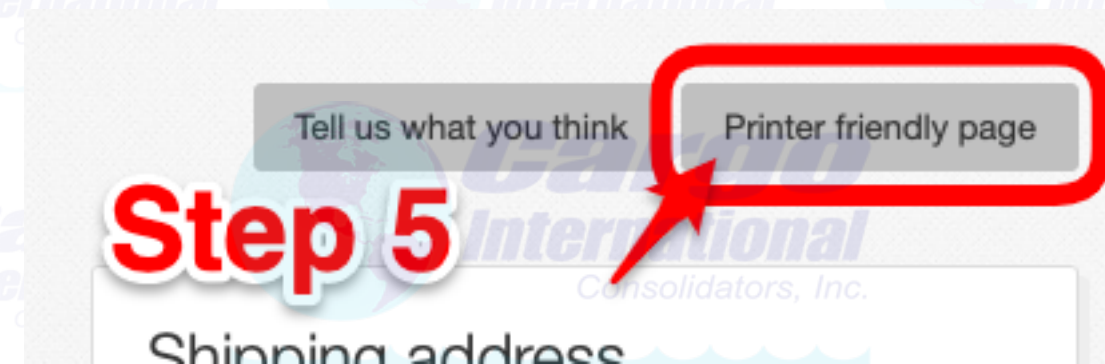 Tell us what you think
Printer friendly page
Step 5
Cargo
International
Consolidators, Inc.
Shipping address